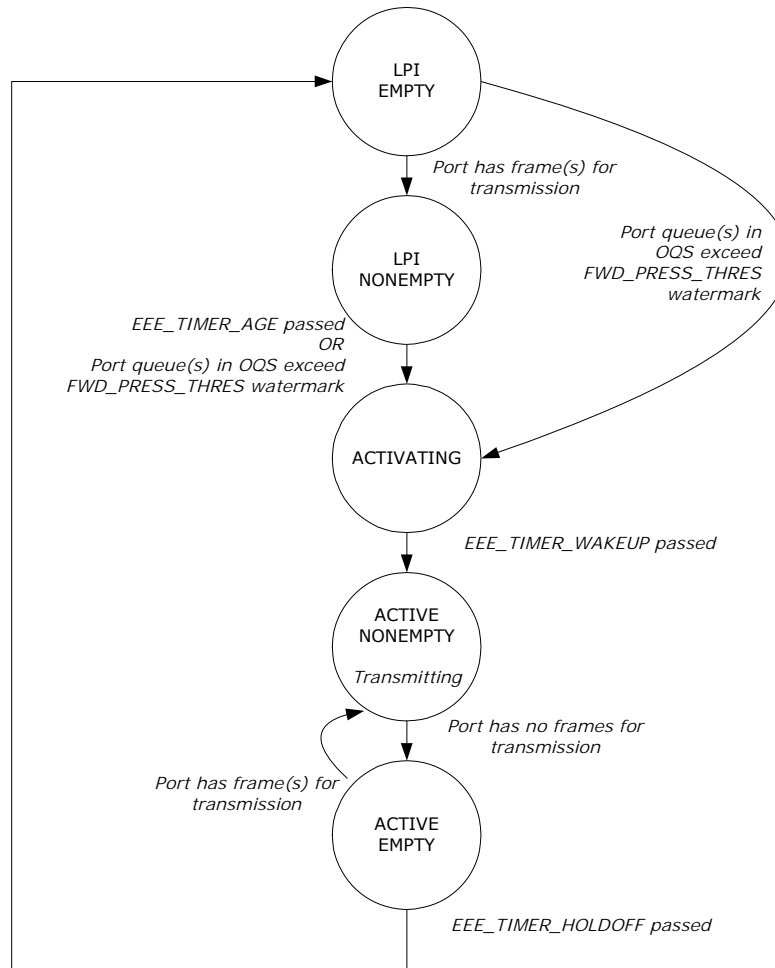 LPI
EMPTY
Port has frame(s) for
transmission
Port queue(s) in
OQS exceed
FWD_PRESS_THRES
watermark
LPI
NONEMPTY
EEE_TIMER_AGE passed
OR
Port queue(s) in OQS exceed
FWD_PRESS_THRES watermark
ACTIVATING
EEE_TIMER_WAKEUP passed
ACTIVE
NONEMPTY
Transmitting
Port has no frames for
transmission
Port has frame(s) for
transmission
ACTIVE
EMPTY
EEE_TIMER_HOLDOFF passed